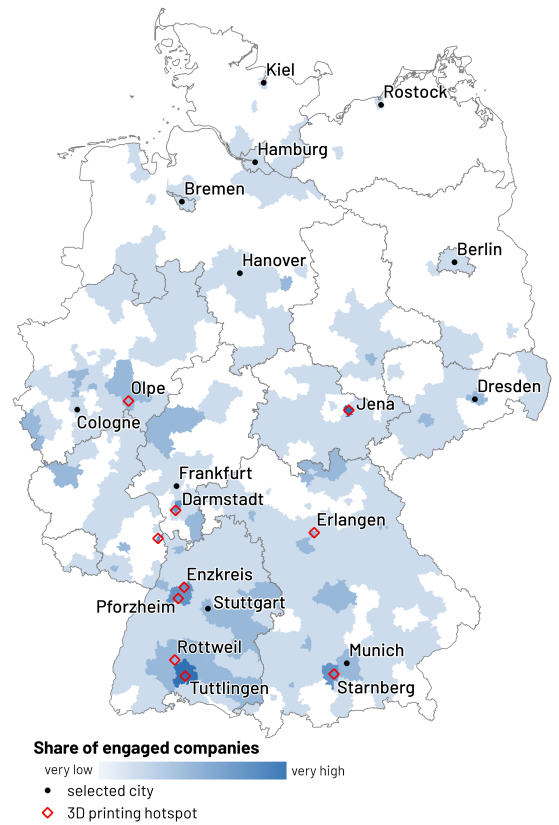 Kiel
Rostock
Hamburg
Bremen
Berlin
Hanover
Olpe
Dresden
Jena
Cologne
Frankfurt
Darmstadt
Erlangen
Enzkreis
Pforzheim
Stuttgart
Rottweil
Munich
Tuttlingen
Starnberg
Share of engaged companies
very low
very high
selected city
3D printing hotspot